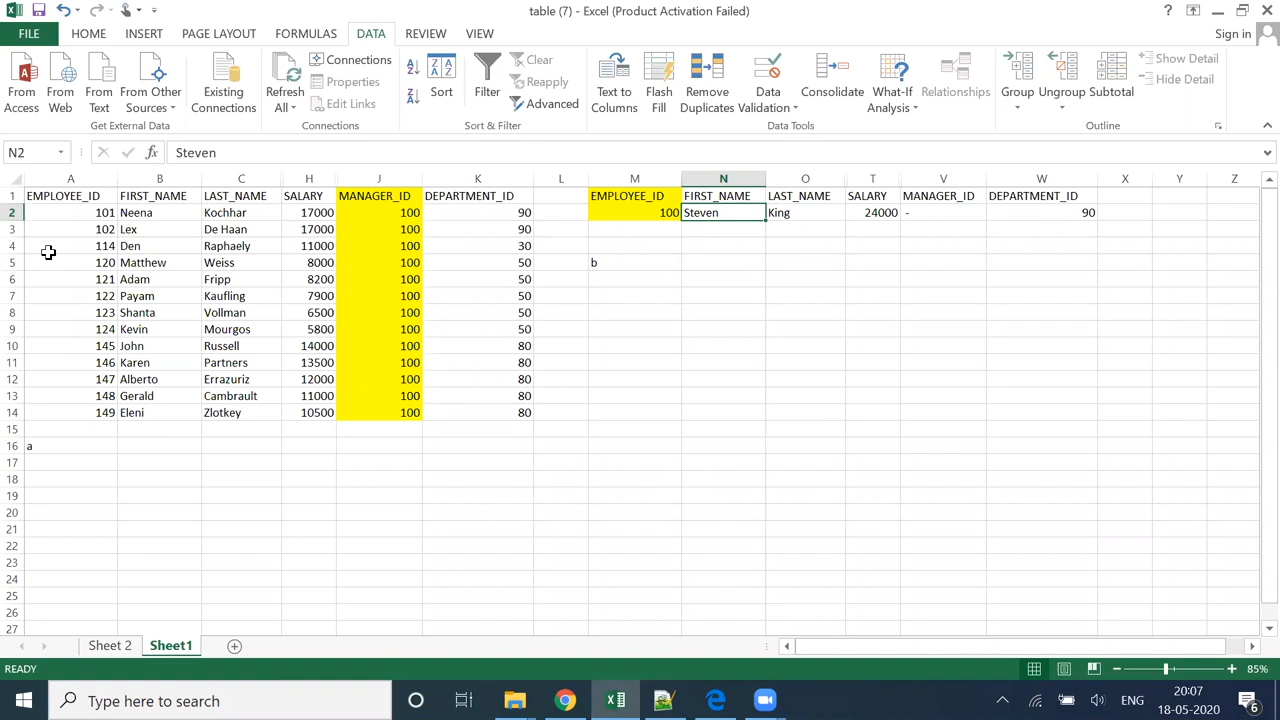 table (7) - Excel (Product Activation Failed)
FILE HOME INSERT PAGE LAYOUT FORMULAS DATA REVIEW VIEW Sign in
From Access
From Web
From Text
From Other Sources
Existing Connections
Get External Data
Refresh All
Connections
Properties
Edit Links
Connections
Sort
Filter
Clear
Reapply
Advanced
Sort & Filter
Text to Columns
Flash Fill
Remove Duplicates
Data Validation
Consolidate
What-If Analysis
Relationships
Data Tools
Group
Ungroup
Subtotal
Show Detail
Hide Detail
Outline
N2 fx Steven
A B C H J K L M N O T V W X Y Z
1 EMPLOYEE_ID FIRST_NAME LAST_NAME SALARY MANAGER_ID DEPARTMENT_ID EMPLOYEE_ID FIRST_NAME LAST_NAME SALARY MANAGER_ID DEPARTMENT_ID
2 101 Neena Kochhar 17000 100 90 100 Steven King 24000 - 90
3 102 Lex De Haan 17000 100 90
4 114 Den Raphaely 11000 100 30
5 120 Matthew Weiss 8000 100 50 b
6 121 Adam Fripp 8200 100 50
7 122 Payam Kaufling 7900 100 50
8 123 Shanta Vollman 6500 100 50
9 124 Kevin Mourgos 5800 100 50
10 145 John Russell 14000 100 80
11 146 Karen Partners 13500 100 80
12 147 Alberto Errazuriz 12000 100 80
13 148 Gerald Cambrault 11000 100 80
14 149 Eleni Zlotkey 10500 100 80
15
16 a
17
18
19
20
21
22
23
24
25
26
27
Sheet 2 Sheet1
READY 85%
Type here to search ENG 20:07
18-05-2020 6